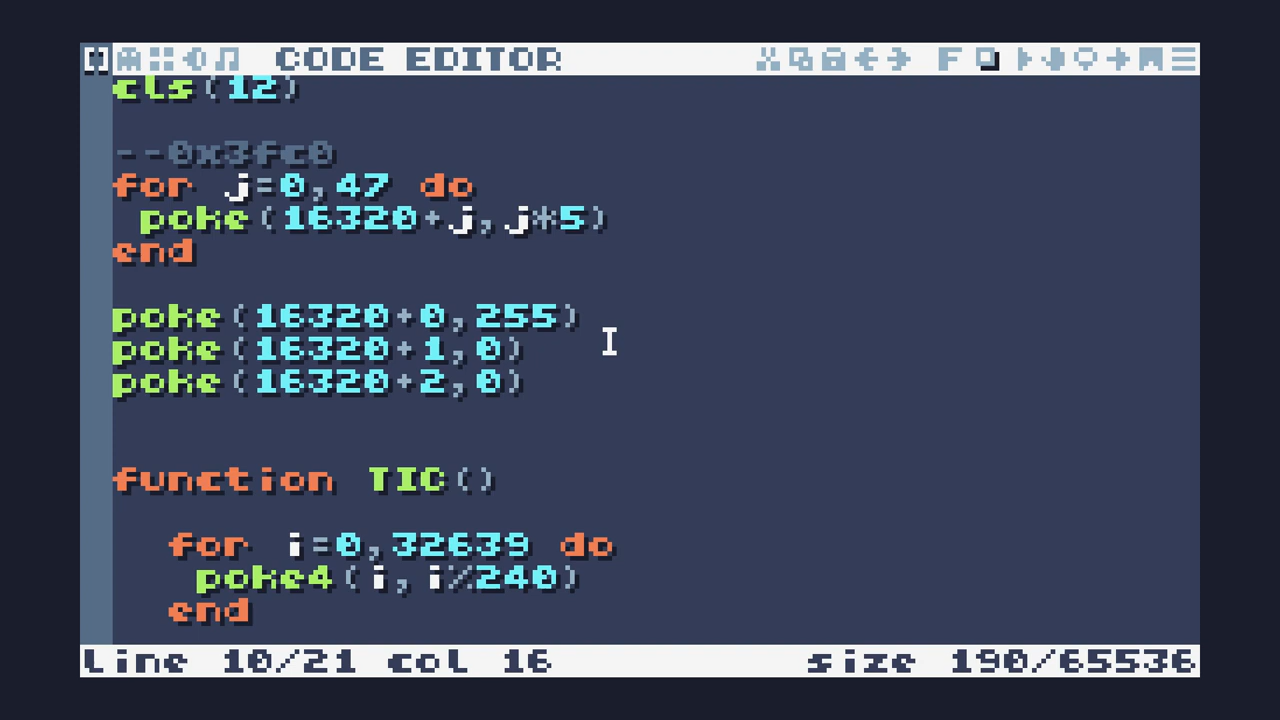 CODE EDITOR
F
cls(12)
--0x3fc0
for j=0,47 do
poke(16320+j,j*5)
end
poke(16320+0,255)
poke(16320+1,0)
poke(16320+2,0)
function TIC()
for i=0,32639 do
poke4(i,i%240)
end
line 10/21 col 16
size 190/65536